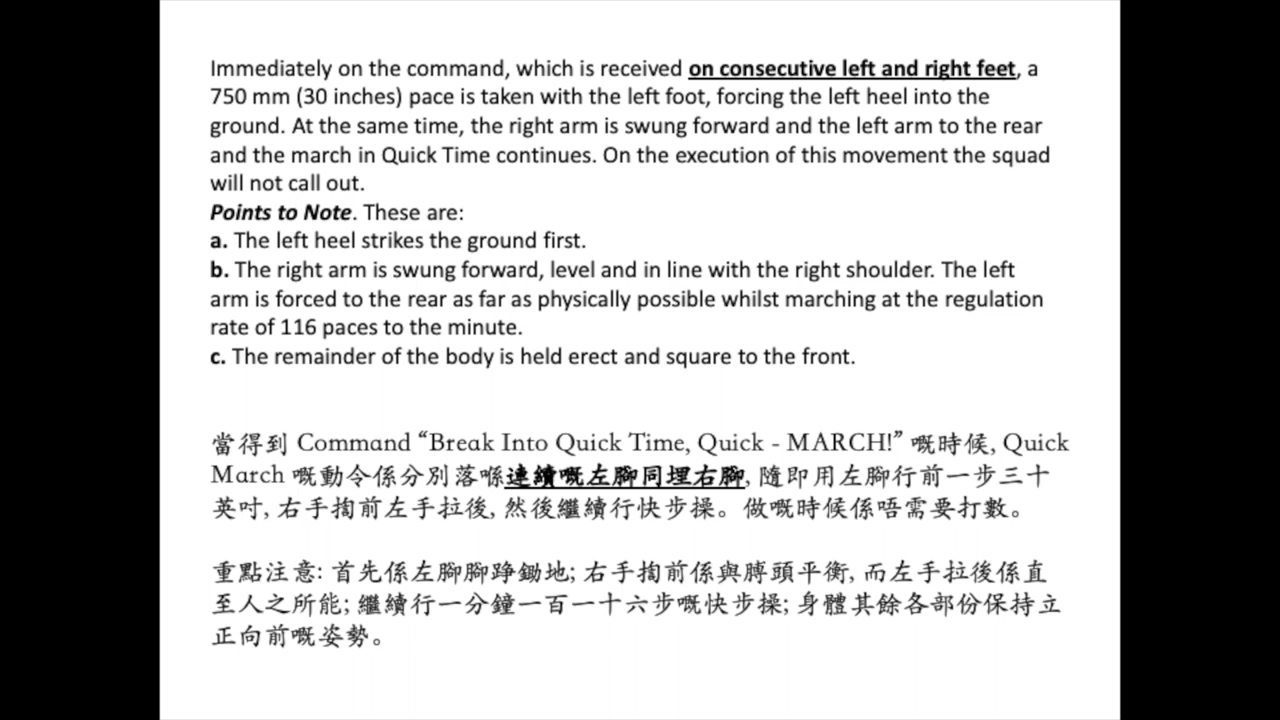 Immediately on the command, which is received on consecutive left and right feet, a
750 mm (30 inches) pace is taken with the left foot, forcing the left heel into the
ground. At the same time, the right arm is swung forward and the left arm to the rear
and the march in Quick Time continues. On the execution of this movement the squad
will not call out.
Points to Note. These are:
a. The left heel strikes the ground first.
b. The right arm is swung forward, level and in line with the right shoulder. The left
arm is forced to the rear as far as physically possible whilst marching at the regulation
rate of 116 paces to the minute.
c. The remainder of the body is held erect and square to the front.
當得到 Command “Break Into Quick Time, Quick - MARCH!” 嘅時候, Quick
March 嘅動令係分別落喺連續嘅左腳同埋右腳, 隨即用左腳行前一步三十
英吋, 右手掏前左手拉後, 然後繼續行快步操。做嘅時候係唔需要打數。
重點注意: 首先係左腳腳踭鋤地; 右手掏前係與膊頭平衡, 而左手拉後係直
至人之所能; 繼續行一分鐘一百一十六步嘅快步操; 身體其餘各部份保持立
正向前嘅姿勢。